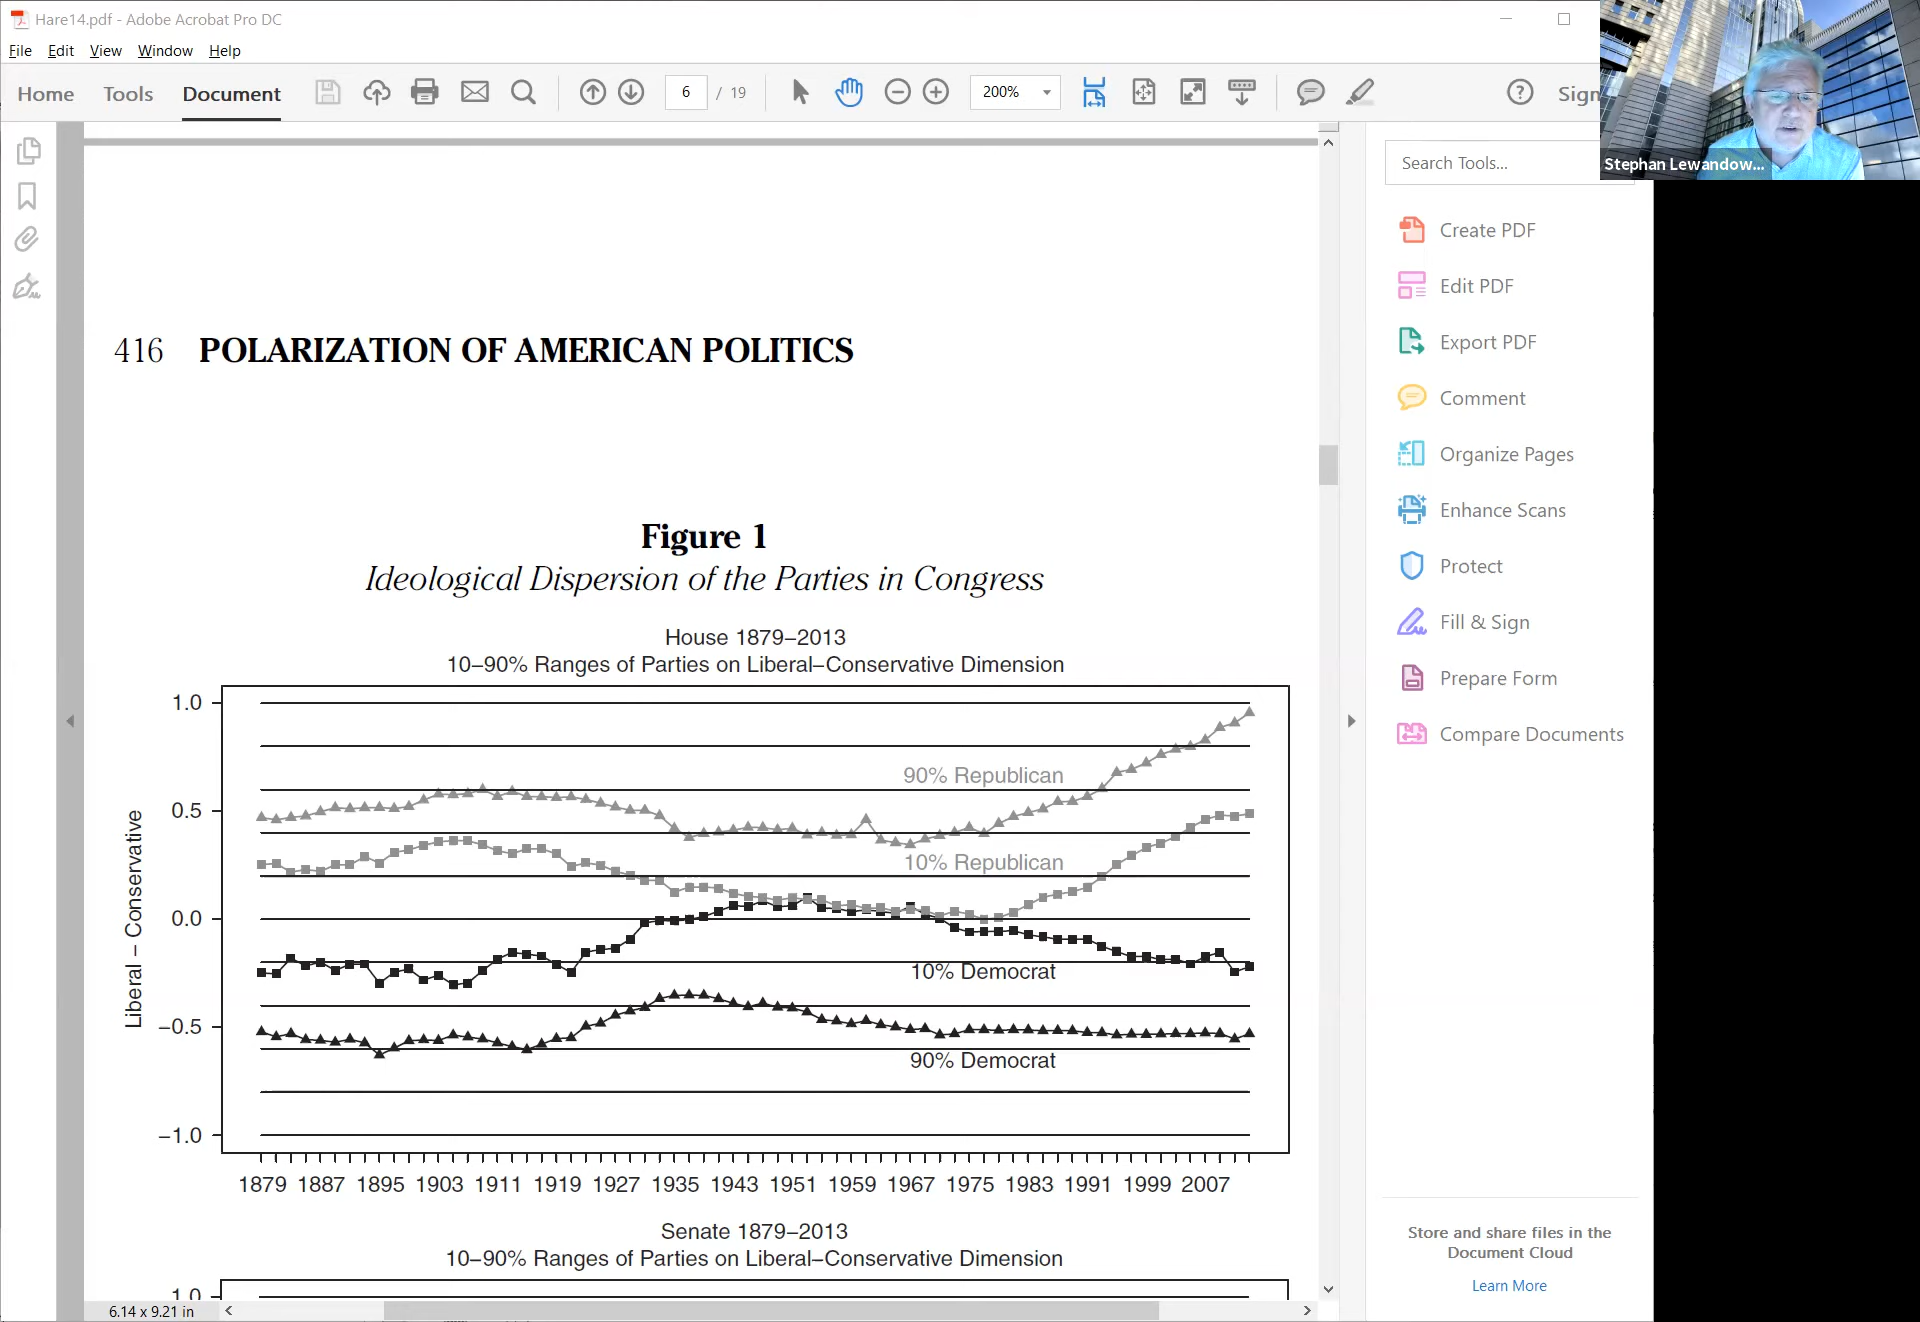 Hare14.pdf - Adobe Acrobat Pro DC
File Edit View Window Help
Home Tools Document 6 / 19 200% Sign
Stephan Lewandow...
Search Tools...
Create PDF
Edit PDF
Export PDF
Comment
Organize Pages
Enhance Scans
Protect
Fill & Sign
Prepare Form
Compare Documents
Store and share files in the
Document Cloud
Learn More
416 POLARIZATION OF AMERICAN POLITICS
Figure 1
Ideological Dispersion of the Parties in Congress
House 1879–2013
10–90% Ranges of Parties on Liberal–Conservative Dimension
Liberal – Conservative
1.0
0.5
0.0
−0.5
−1.0
90% Republican
10% Republican
10% Democrat
90% Democrat
1879 1887 1895 1903 1911 1919 1927 1935 1943 1951 1959 1967 1975 1983 1991 1999 2007
Senate 1879–2013
10–90% Ranges of Parties on Liberal–Conservative Dimension
1.0
6.14 x 9.21 in